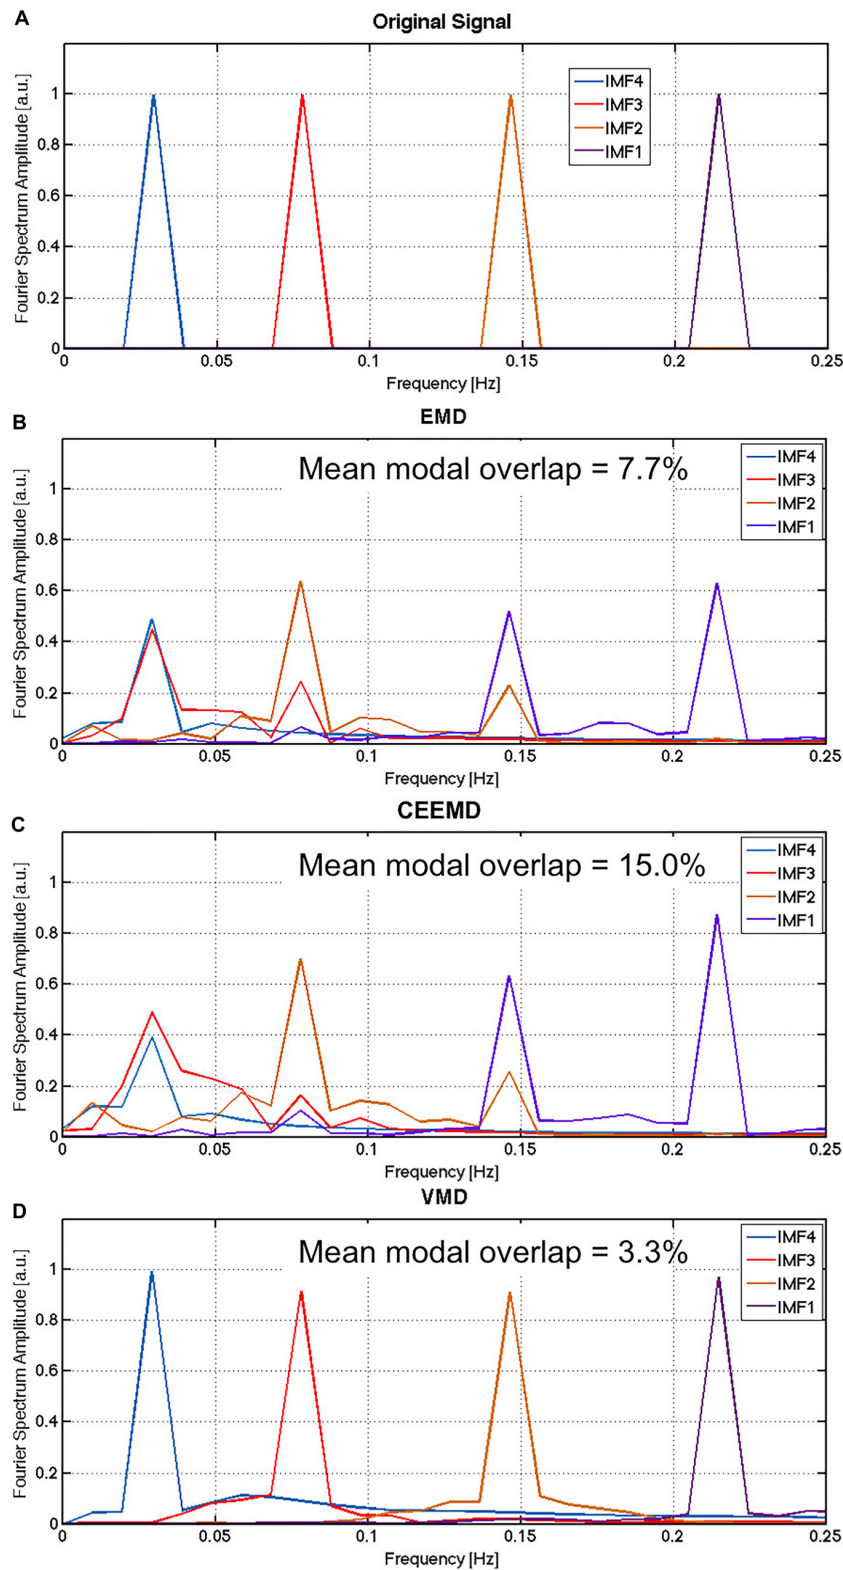 A
Original Signal
Fourier Spectrum Amplitude [a.u.]
1
0.8
0.6
0.4
0.2
0
IMF4
IMF3
IMF2
IMF1
0 0.05 0.1 0.15 0.2 0.25
Frequency [Hz]
B
EMD
Mean modal overlap = 7.7%
Fourier Spectrum Amplitude [a.u.]
1
0.8
0.6
0.4
0.2
0
IMF4
IMF3
IMF2
IMF1
0 0.05 0.1 0.15 0.2 0.25
Frequency [Hz]
C
CEEMD
Mean modal overlap = 15.0%
Fourier Spectrum Amplitude [a.u.]
1
0.8
0.6
0.4
0.2
0
IMF4
IMF3
IMF2
IMF1
0 0.05 0.1 0.15 0.2 0.25
Frequency [Hz]
D
VMD
Mean modal overlap = 3.3%
Fourier Spectrum Amplitude [a.u.]
1
0.8
0.6
0.4
0.2
0
IMF4
IMF3
IMF2
IMF1
0 0.05 0.1 0.15 0.2 0.25
Frequency [Hz]